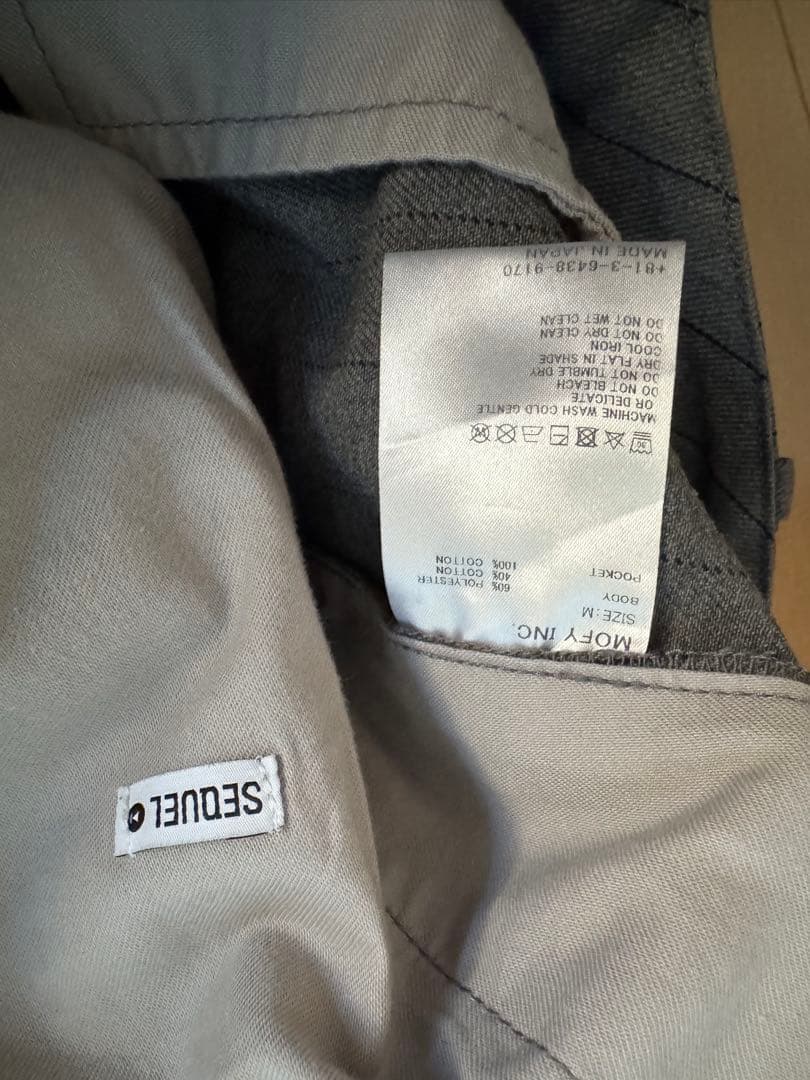 MOFY INC.
SIZE:M
BODY
60% POLYESTER
40% COTTON
POCKET
100% COTTON
30
W
MACHINE WASH COLD GENTLE
OR DELICATE
DO NOT BLEACH
DO NOT TUMBLE DRY
DRY FLAT IN SHADE
COOL IRON
DO NOT DRY CLEAN
DO NOT WET CLEAN
+81-3-6438-9170
MADE IN JAPAN
SEQUEL